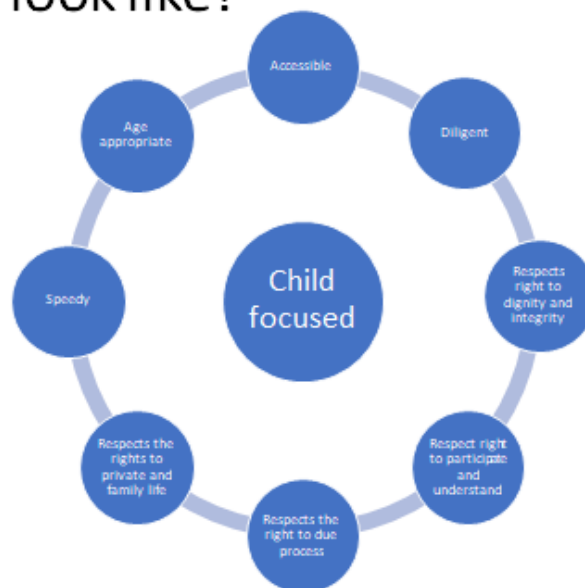 look like?
Accessible
Diligent
Respects
right to
dignity and
integrity
Respect right
to participate
and
understand
Respects the
right to due
process
Respects the
rights to
private and
family life
Speedy
Age
appropriate
Child
focused